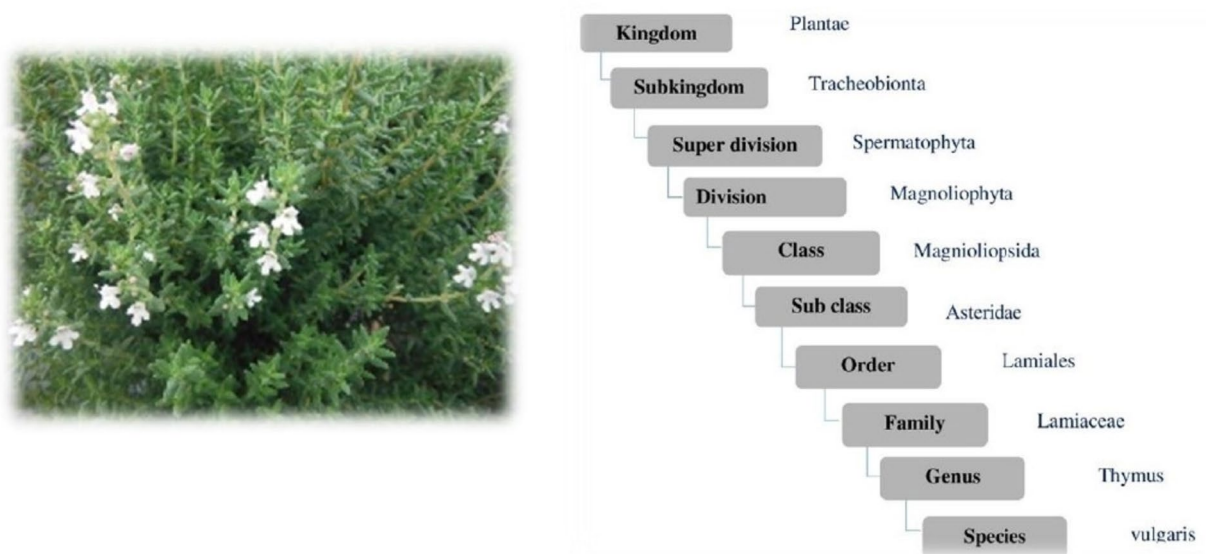 Kingdom Plantae
Subkingdom Tracheobionta
Super division Spermatophyta
Division Magnoliophyta
Class Magnioliopsida
Sub class Asteridae
Order Lamiales
Family Lamiaceae
Genus Thymus
Species vulgaris